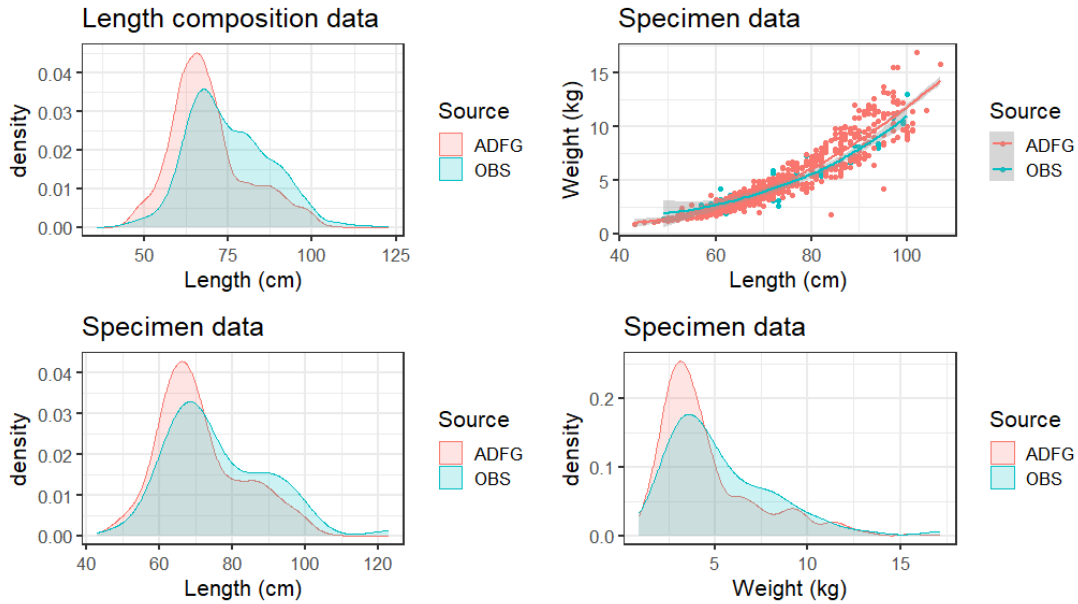 Length composition data
density
0.04
0.03
0.02
0.01
0.00
50
75
100
125
Length (cm)
Source
ADFG
OBS
Specimen data
Weight (kg)
15
10
5
0
40
60
80
100
Length (cm)
Source
ADFG
OBS
Specimen data
density
0.04
0.03
0.02
0.01
0.00
40
60
80
100
120
Length (cm)
Source
ADFG
OBS
Specimen data
density
0.2
0.1
0.0
5
10
15
Weight (kg)
Source
ADFG
OBS